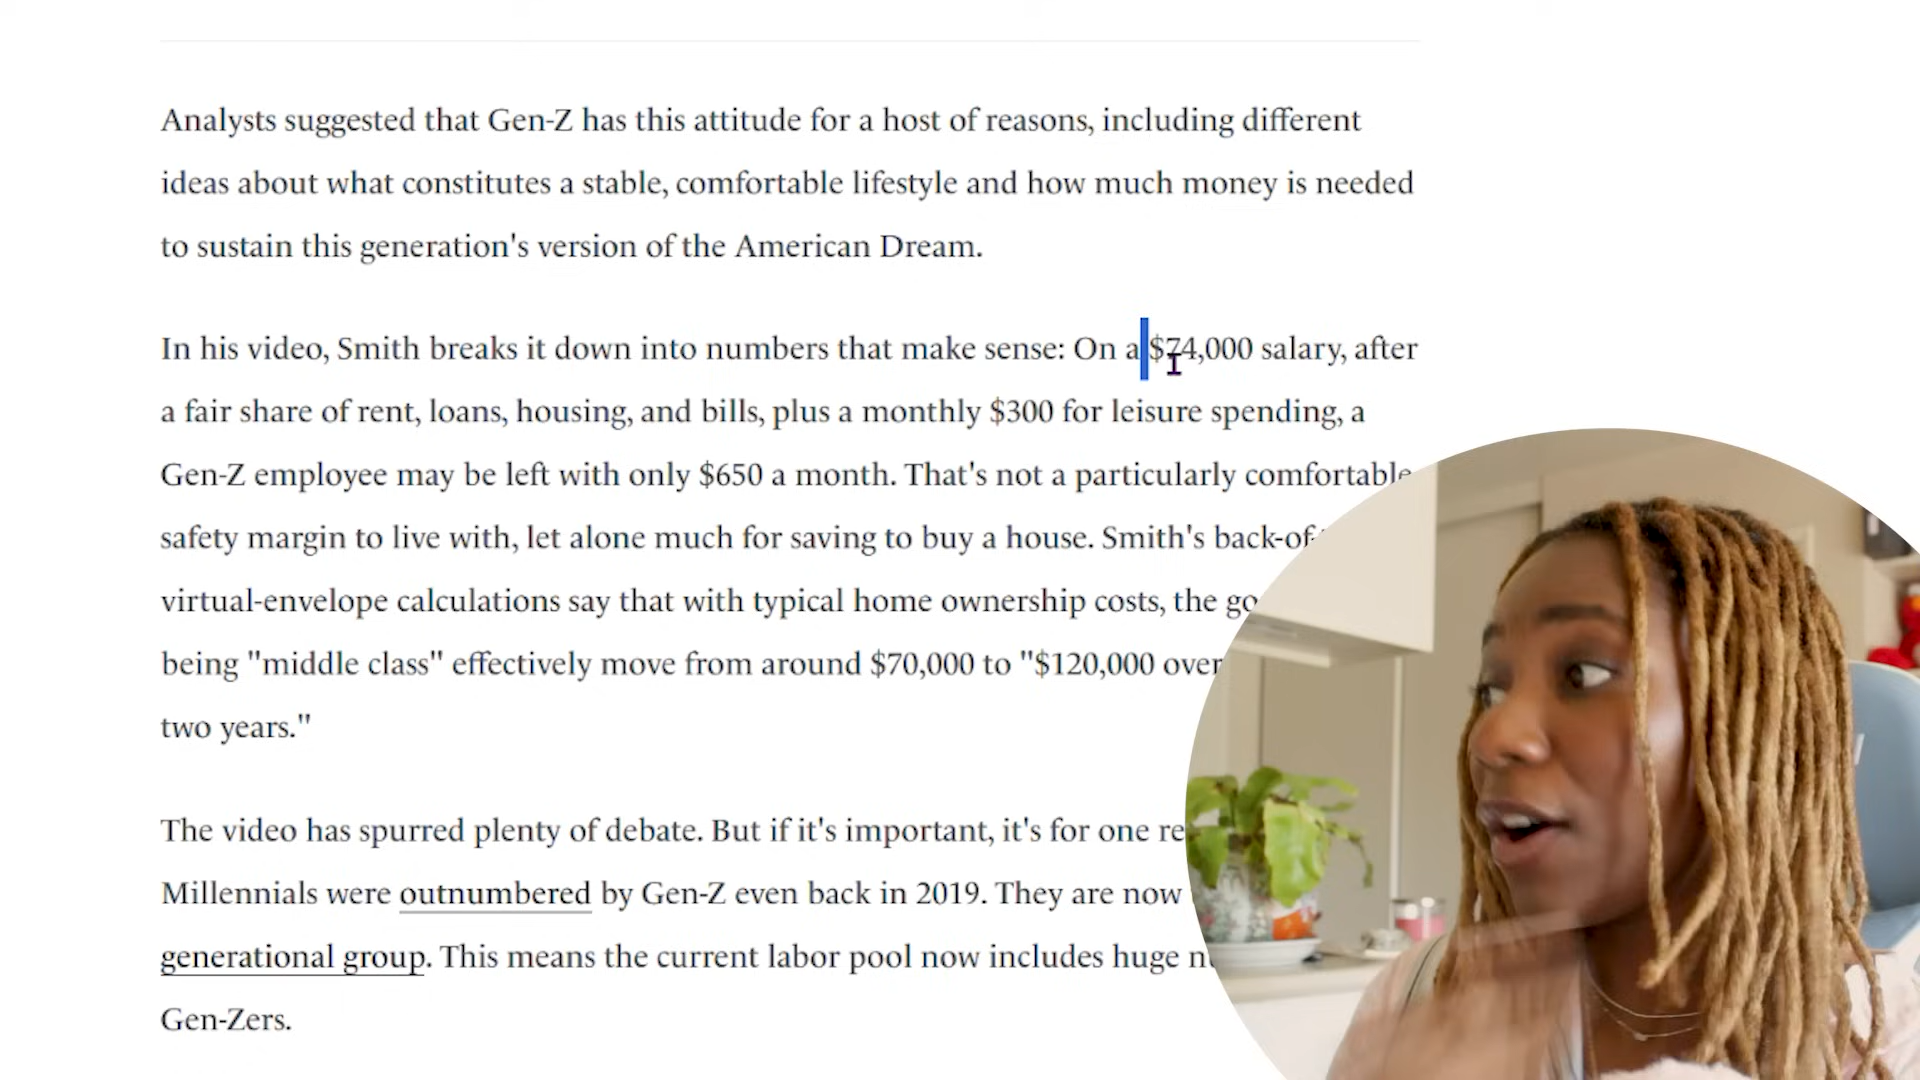 Analysts suggested that Gen-Z has this attitude for a host of reasons, including different
ideas about what constitutes a stable, comfortable lifestyle and how much money is needed
to sustain this generation's version of the American Dream.
In his video, Smith breaks it down into numbers that make sense: On a $74,000 salary, after
a fair share of rent, loans, housing, and bills, plus a monthly $300 for leisure spending, a
Gen-Z employee may be left with only $650 a month. That's not a particularly comfortable
safety margin to live with, let alone much for saving to buy a house. Smith's back-of-
virtual-envelope calculations say that with typical home ownership costs, the
being "middle class" effectively move from around $70,000 to "$120,000 over
two years."
The video has spurred plenty of debate. But if it's important, it's for one
Millennials were outnumbered by Gen-Z even back in 2019. They are now
generational group. This means the current labor pool now includes huge
Gen-Zers.